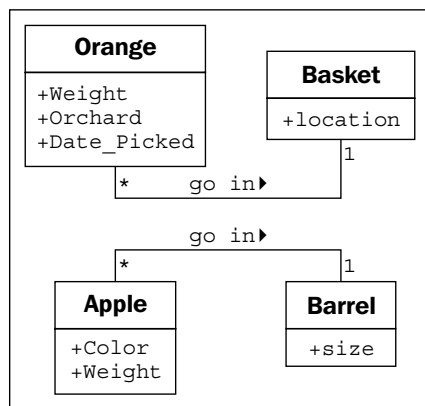 Orange
+Weight
+Orchard
+Date_Picked
Basket
+location
* go in▶ 1
go in▶
* 1
Apple
+Color
+Weight
Barrel
+size